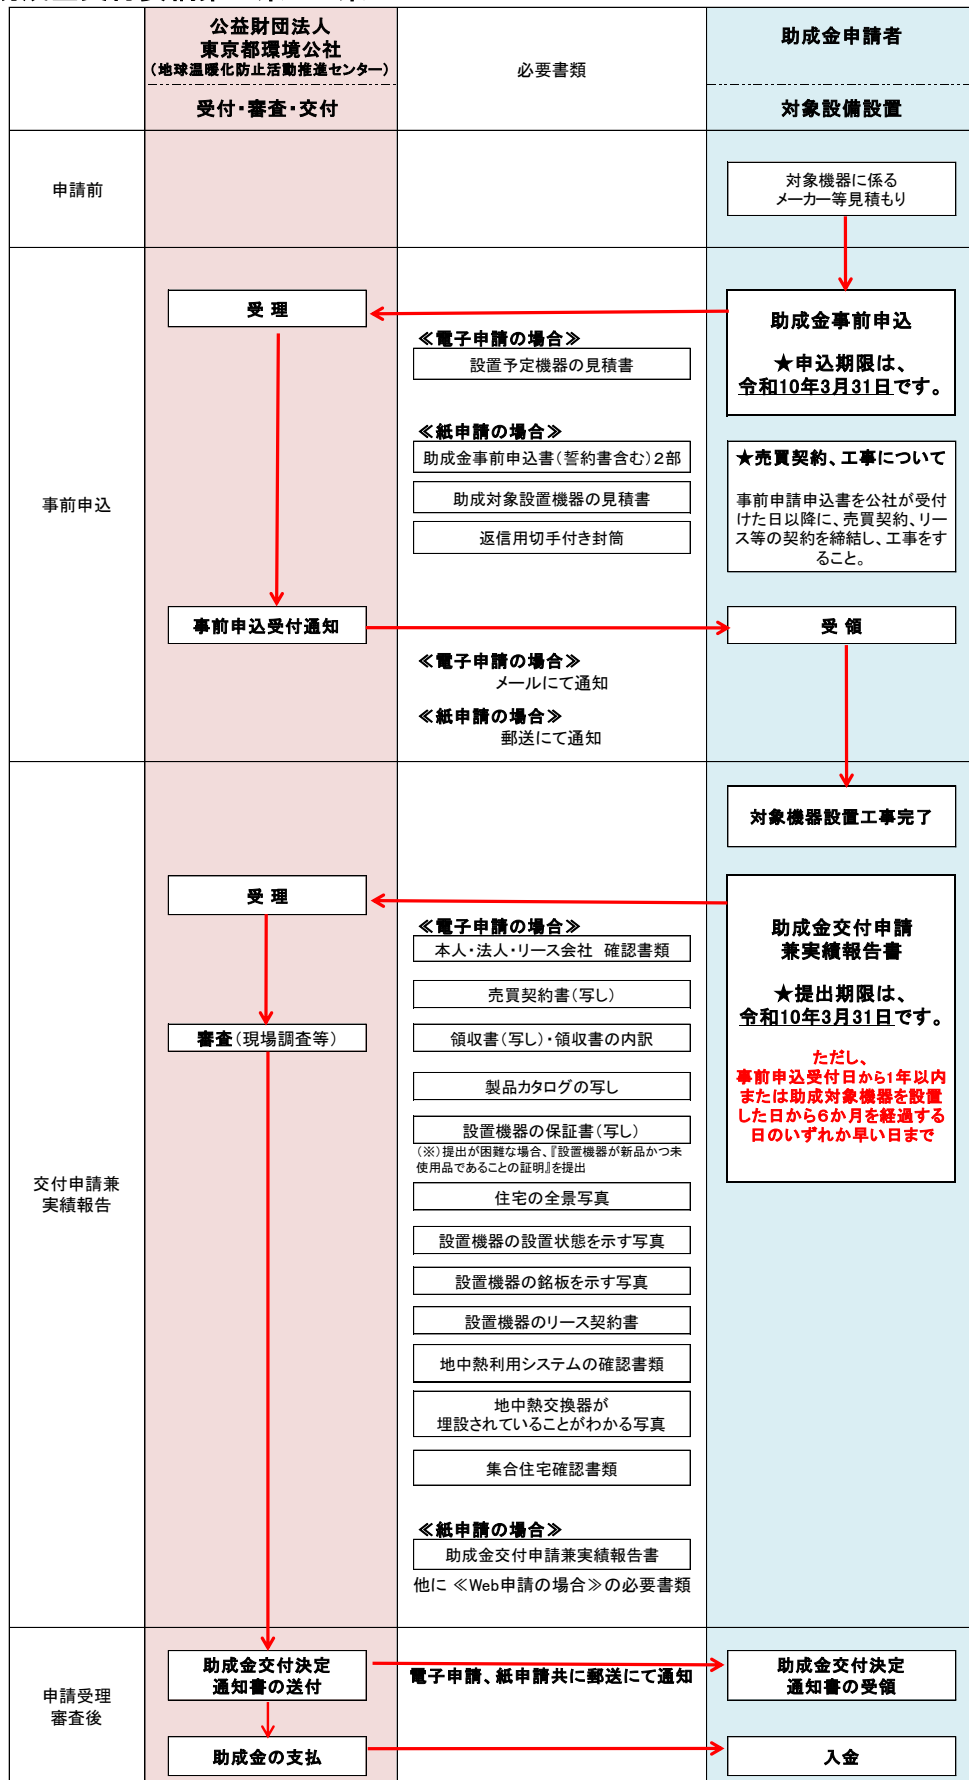 公益財団法人
東京都環境公社
（地球温暖化防止活動推進センター）
受付・審査・交付
必要書類
助成金申請者
対象設備設置
申請前
対象機器に係る
メーカー等見積もり
事前申込
受 理
助成金事前申込
★申込期限は、
令和10年3月31日です。
≪電子申請の場合≫
設置予定機器の見積書
≪紙申請の場合≫
助成金事前申込書（誓約書含む）２部
助成対象設置機器の見積書
返信用切手付き封筒
★売買契約、工事について
事前申請申込書を公社が受付
けた日以降に、売買契約、リー
ス等の契約を締結し、工事をす
ること。
事前申込受付通知
受 領
≪電子申請の場合≫
メールにて通知
≪紙申請の場合≫
郵送にて通知
対象機器設置工事完了
交付申請兼
実績報告
受 理
審査（現場調査等）
≪電子申請の場合≫
本人・法人・リース会社　確認書類
売買契約書（写し）
領収書（写し）・領収書の内訳
製品カタログの写し
設置機器の保証書（写し）
（※）提出が困難な場合、『設置機器が新品かつ未
使用品であることの証明』を提出
住宅の全景写真
設置機器の設置状態を示す写真
設置機器の銘板を示す写真
設置機器のリース契約書
地中熱利用システムの確認書類
地中熱交換器が
埋設されていることがわかる写真
集合住宅確認書類
≪紙申請の場合≫
助成金交付申請兼実績報告書
他に ≪Web申請の場合≫の必要書類
助成金交付申請
兼実績報告書
★提出期限は、
令和10年3月31日です。
ただし、
事前申込受付日から1年以内
または助成対象機器を設置
した日から６か月を経過する
日のいずれか早い日まで
申請受理
審査後
助成金交付決定
通知書の送付
電子申請、紙申請共に郵送にて通知
助成金交付決定
通知書の受領
助成金の支払
入金